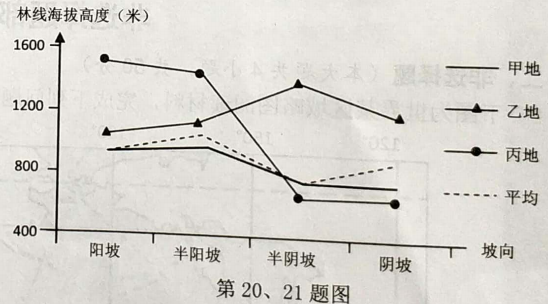 林线海拔高度（米）
1600
1200
800
400
阳坡
半阳坡
半阴坡
阴坡
坡向
甲地
乙地
丙地
平均
第20、21题图